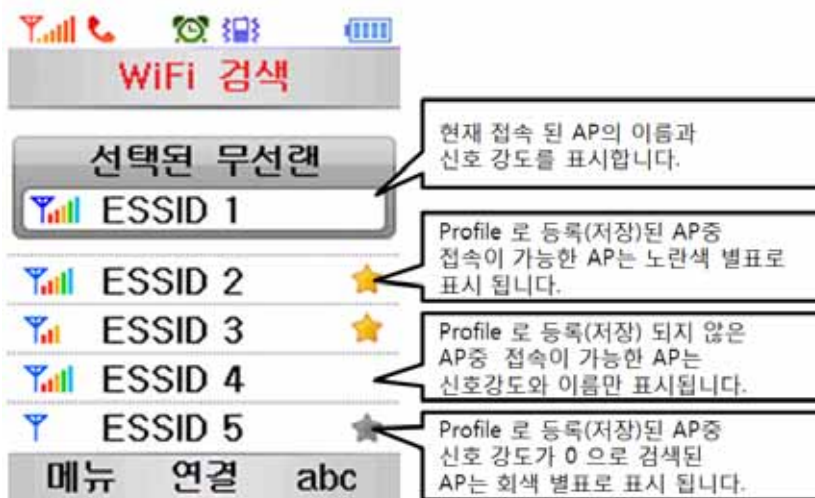 WiFi 검색
선택된 무선랜
ESSID 1
현재 접속 된 AP의 이름과
신호 강도를 표시합니다.
ESSID 2
Profile 로 등록(저장)된 AP중
접속이 가능한 AP는 노란색 별표로
표시 됩니다.
ESSID 3
ESSID 4
Profile 로 등록(저장) 되지 않은
AP중 접속이 가능한 AP는
신호강도와 이름만 표시됩니다.
ESSID 5
Profile 로 등록(저장)된 AP중
신호 강도가 0 으로 검색된
AP는 회색 별표로 표시 됩니다.
메뉴 연결 abc